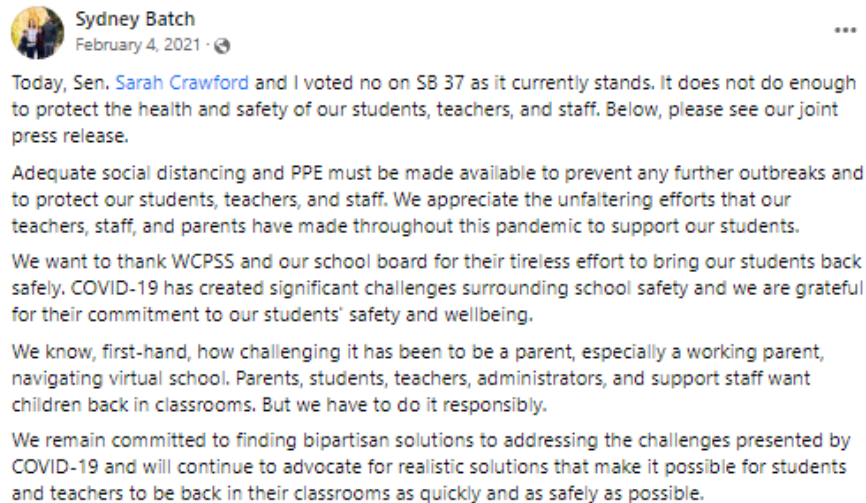 Sydney Batch
February 4, 2021 ·
Today, Sen. Sarah Crawford and I voted no on SB 37 as it currently stands. It does not do enough
to protect the health and safety of our students, teachers, and staff. Below, please see our joint
press release.
Adequate social distancing and PPE must be made available to prevent any further outbreaks and
to protect our students, teachers, and staff. We appreciate the unfaltering efforts that our
teachers, staff, and parents have made throughout this pandemic to support our students.
We want to thank WCPSS and our school board for their tireless effort to bring our students back
safely. COVID-19 has created significant challenges surrounding school safety and we are grateful
for their commitment to our students' safety and wellbeing.
We know, first-hand, how challenging it has been to be a parent, especially a working parent,
navigating virtual school. Parents, students, teachers, administrators, and support staff want
children back in classrooms. But we have to do it responsibly.
We remain committed to finding bipartisan solutions to addressing the challenges presented by
COVID-19 and will continue to advocate for realistic solutions that make it possible for students
and teachers to be back in their classrooms as quickly and as safely as possible.